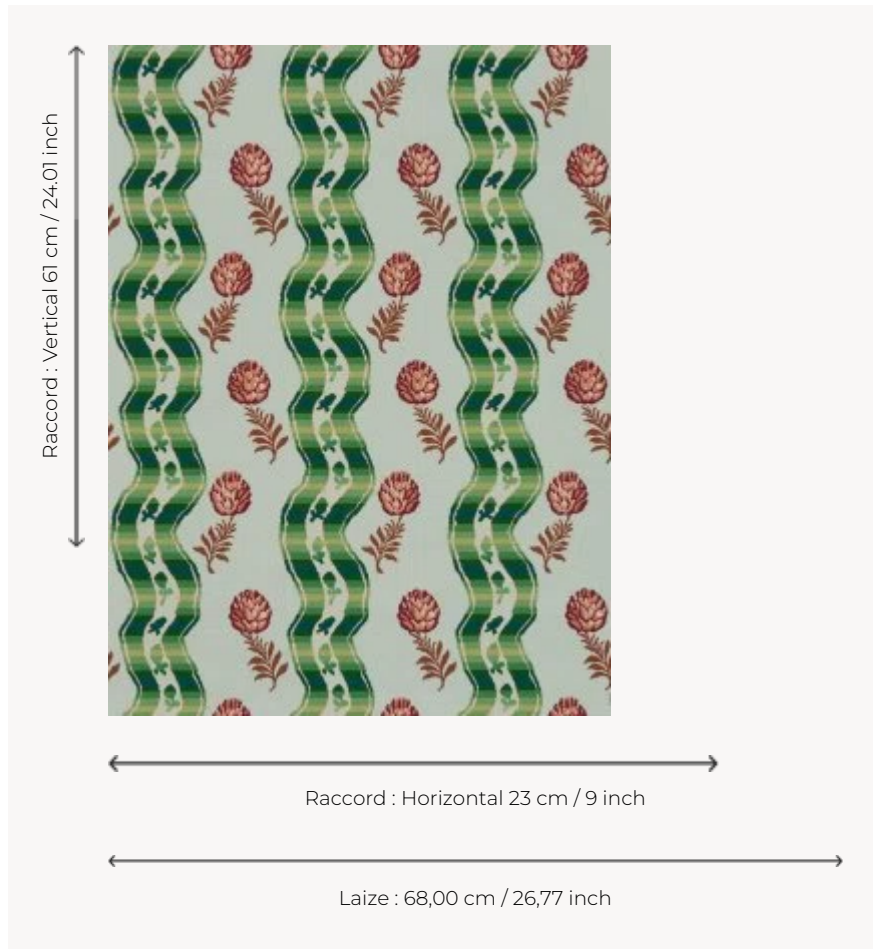 Raccord : Vertical 61 cm / 24.01 inch
Raccord : Horizontal 23 cm / 9 inch
Laize : 68,00 cm / 26,77 inch